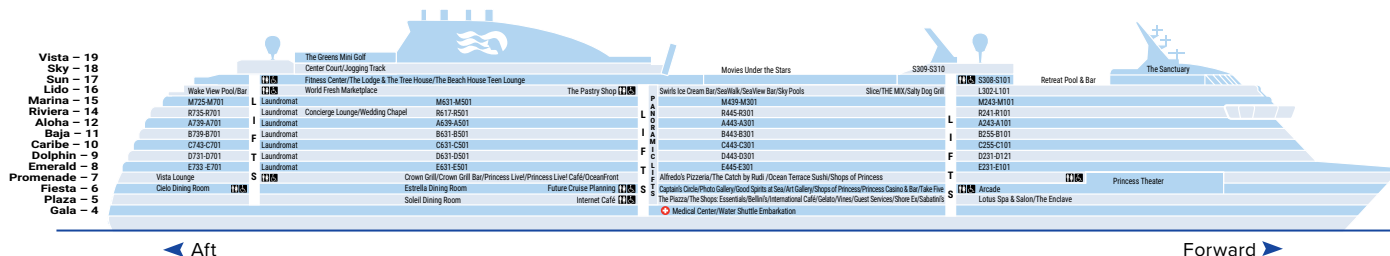 Vista – 19
The Greens Mini Golf
Sky – 18
Center Court/Jogging Track
Movies Under the Stars
S309-S310
The Sanctuary
Sun – 17
Fitness Center/The Lodge & The Tree House/The Beach House Teen Lounge
S308-S101
Retreat Pool & Bar
Lido – 16
Wake View Pool/Bar
World Fresh Marketplace
The Pastry Shop
Swirls Ice Cream Bar/SeaWalk/SeaView Bar/Sky Pools
Slice/THE MIX/Salty Dog Grill
L302-L101
Marina – 15
M725-M701
Laundromat
M631-M501
M439-M301
M243-M101
Riviera – 14
R735-R701
Laundromat
Concierge Lounge/Wedding Chapel
R617-R501
R445-R301
R241-R101
Aloha – 12
A739-A701
Laundromat
A639-A501
A443-A301
A243-A101
Baja – 11
B739-B701
Laundromat
B631-B501
B443-B301
B255-B101
Caribe – 10
C743-C701
Laundromat
C631-C501
C443-C301
C255-C101
Dolphin – 9
D731-D701
Laundromat
D631-D501
D443-D301
D231-D121
Emerald – 8
E733 -E701
Laundromat
E631-E501
E445-E301
E231-E101
Promenade – 7
Vista Lounge
Crown Grill/Crown Grill Bar/Princess Live!/Princess Live! Café/OceanFront
Alfredo's Pizzeria/The Catch by Rudi /Ocean Terrace Sushi/Shops of Princess
Princess Theater
Fiesta – 6
Cielo Dining Room
Estrella Dining Room
Future Cruise Planning
Captain's Circle/Photo Gallery/Good Spirits at Sea/Art Gallery/Shops of Princess/Princess Casino & Bar/Take Five
Arcade
Plaza – 5
Soleil Dining Room
Internet Café
The Piazza/The Shops: Essentials/Bellini's/International Café/Gelato/Vines/Guest Services/Shore Ex/Sabatini's
Lotus Spa & Salon/The Enclave
Gala – 4
Medical Center/Water Shuttle Embarkation
LIFTS
LIFTS
PANORAMIC LIFTS
LIFTS
Aft
Forward